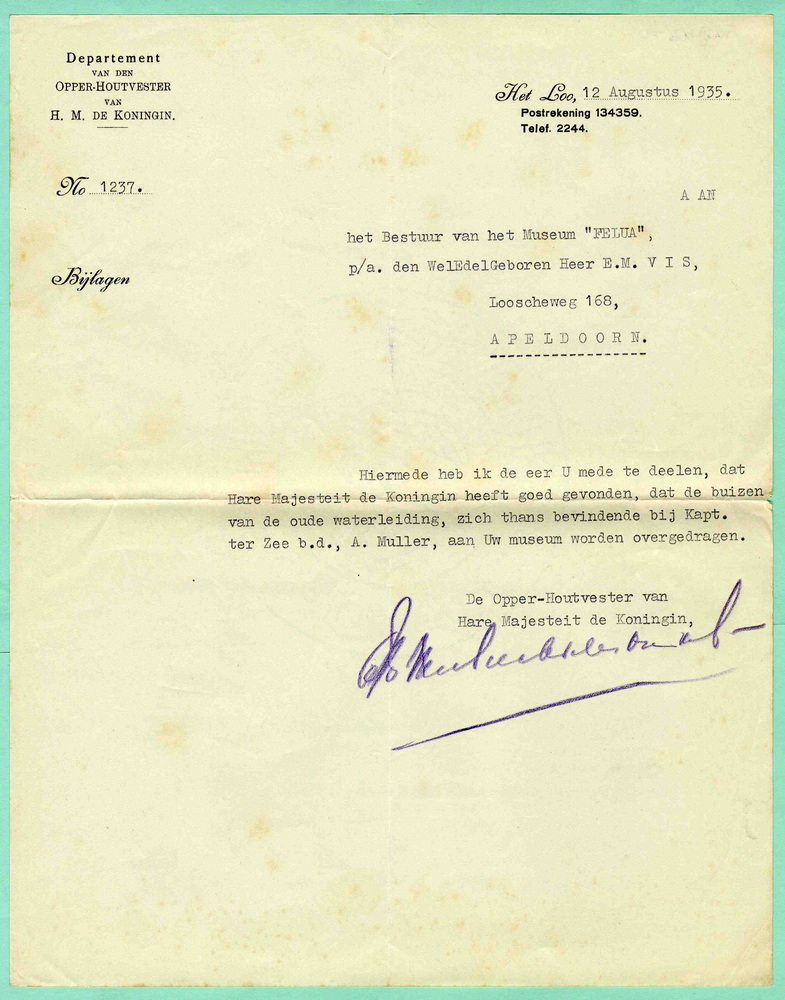 Departement
VAN DEN
OPPER-HOUTVESTER
VAN
H. M. DE KONINGIN.
Het Loo, 12 Augustus 1935.
Postrekening 134359.
Telef. 2244.
No 1237.
A AN
het Bestuur van het Museum "FELUA",
p/a. den WelEdelGeboren Heer E.M. V I S,
Bijlagen
Looscheweg 168,
A P E L D O O R N.
Hiermede heb ik de eer U mede te deelen, dat
Hare Majesteit de Koningin heeft goed gevonden, dat de buizen
van de oude waterleiding, zich thans bevindende bij Kapt.
ter Zee b.d., A. Muller, aan Uw museum worden overgedragen.
De Opper-Houtvester van
Hare Majesteit de Koningin,